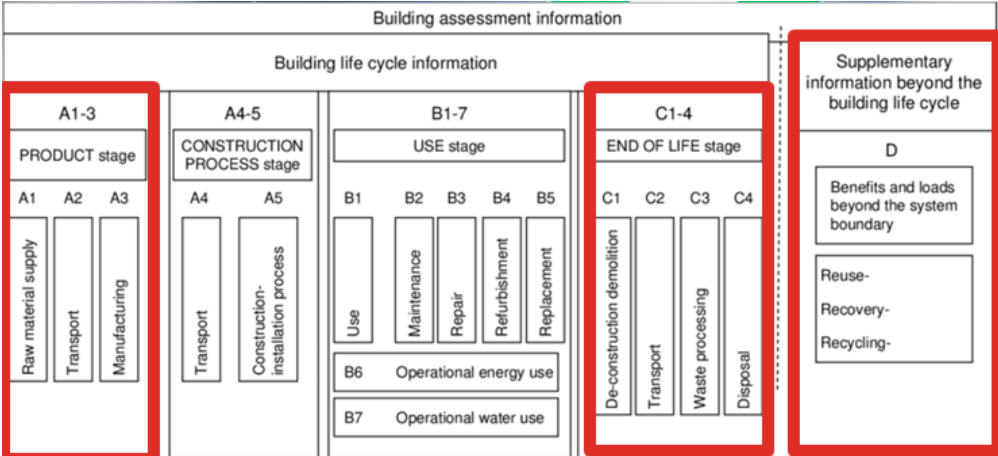 Building assessment information
Building life cycle information
Supplementary
information beyond the
building life cycle
A1-3
PRODUCT stage
A1
A2
A3
Raw material supply
Transport
Manufacturing
A4-5
CONSTRUCTION
PROCESS stage
A4
A5
Transport
Construction-
installation process
B1-7
USE stage
B1
B2
B3
B4
B5
Use
Maintenance
Repair
Refurbishment
Replacement
B6 Operational energy use
B7 Operational water use
C1-4
END OF LIFE stage
C1
C2
C3
C4
De-construction demolition
Transport
Waste processing
Disposal
D
Benefits and loads
beyond the system
boundary
Reuse-
Recovery-
Recycling-